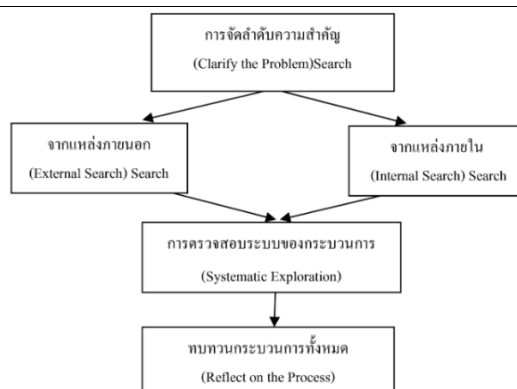 การจัดลำดับความสำคัญ
(Clarify the Problem)Search
จากแหล่งภายนอก
(External Search) Search
จากแหล่งภายใน
(Internal Search) Search
การตรวจสอบระบบของกระบวนการ
(Systematic Exploration)
ทบทวนกระบวนการทั้งหมด
(Reflect on the Process)